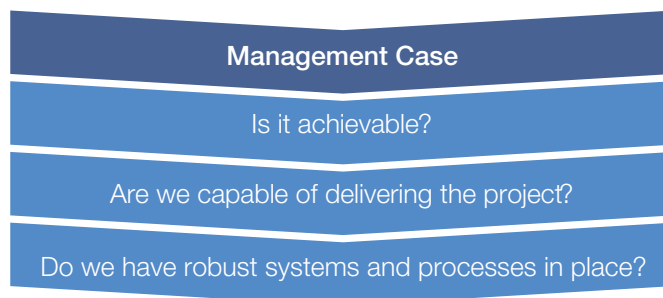 Management Case
Is it achievable?
Are we capable of delivering the project?
Do we have robust systems and processes in place?